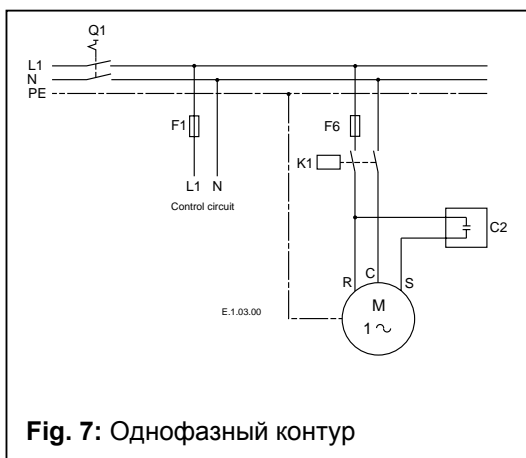 Q1
L1
N
PE
F1
F6
K1
L1 N
Control circuit
C2
R C S
E.1.03.00
M
1 ~
Fig. 7: Однофазный контур